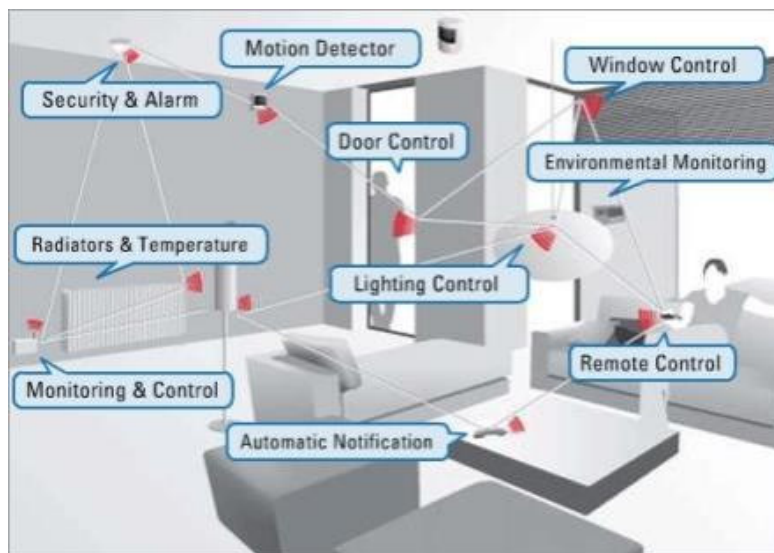 Motion Detector
Window Control
Security & Alarm
Door Control
Environmental Monitoring
Radiators & Temperature
Lighting Control
Remote Control
Monitoring & Control
Automatic Notification